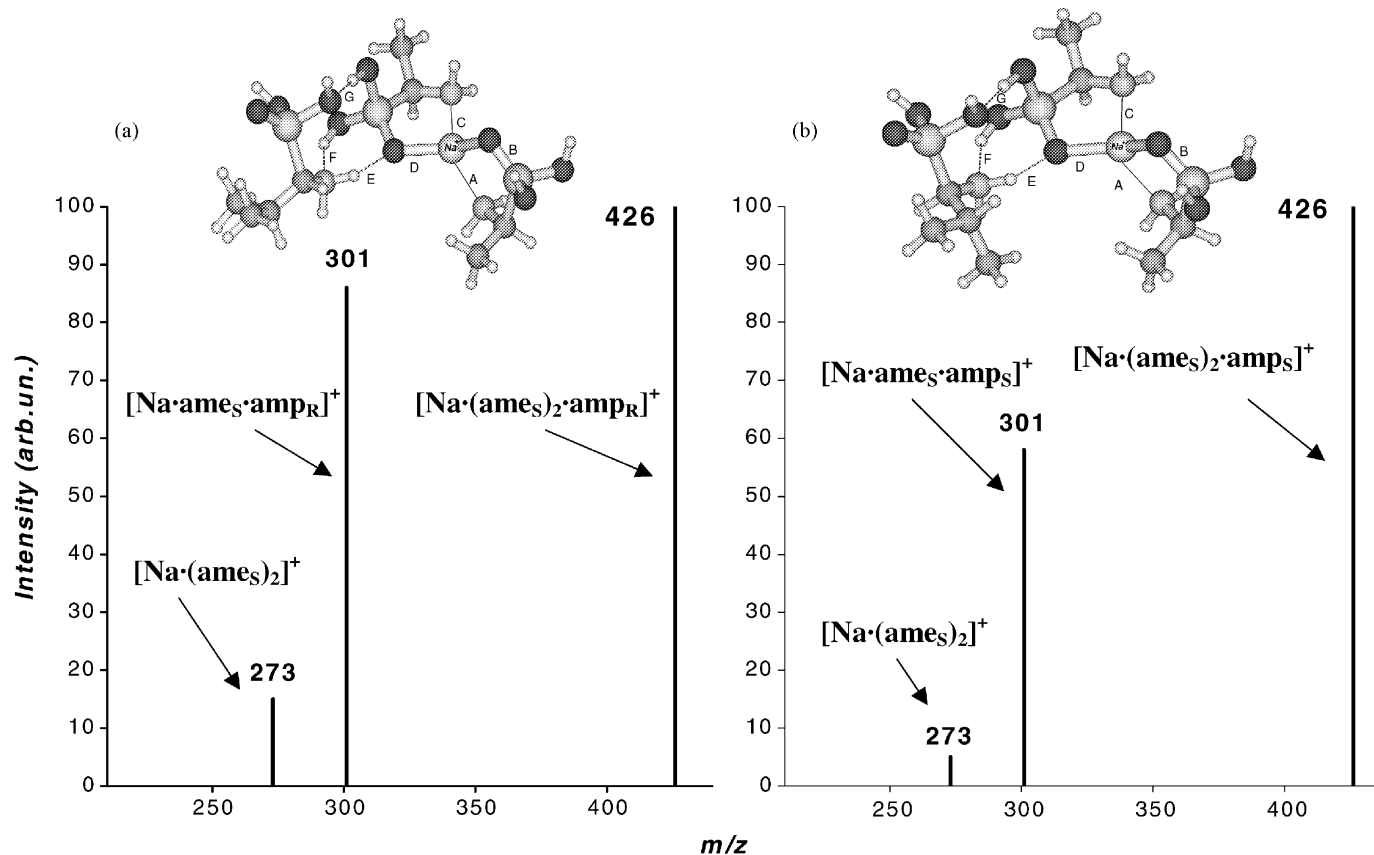 (a)
G
C
Na
B
F
D
E
A
100
90
80
70
60
50
40
30
20
10
0
Intensity (arb.un.)
426
301
[Na·ameS·ampR]+
[Na·(ameS)2·ampR]+
[Na·(ameS)2]+
273
250
300
350
400
(b)
G
C
Na
B
F
D
E
A
100
90
80
70
60
50
40
30
20
10
0
426
[Na·ameS·ampS]+
[Na·(ameS)2·ampS]+
301
[Na·(ameS)2]+
273
250
300
350
400
m/z